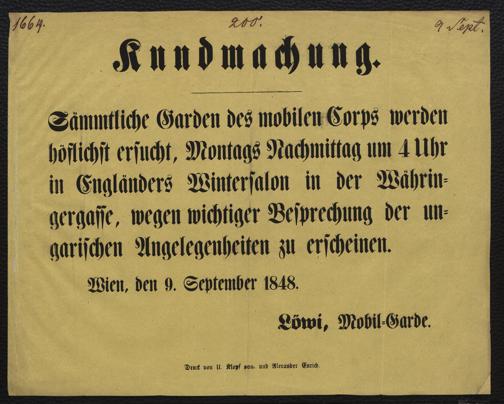 1664. 200. 9 Sept.
Kundmachung.
Sämmtliche Garden des mobilen Corps werden
höflichst ersucht, Montags Nachmittag um 4 Uhr
in Engländers Wintersalon in der Währin-
gergasse, wegen wichtiger Besprechung der un-
garischen Angelegenheiten zu erscheinen.
Wien, den 9. September 1848.
Löwi, Mobil-Garde.
Druck von U. Klopf sen. und Alexander Eurich.